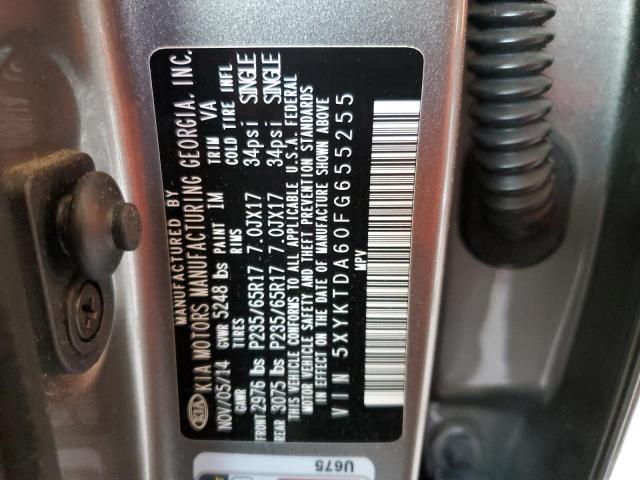 MANUFACTURED BY
KIA KIA MOTORS MANUFACTURING GEORGIA. INC.
NOV/05/14 GVWR 5248 lbs PAINT IM TRIM VA
GAWR TIRES RIMS COLD TIRE INFL
FRONT 2976 lbs P235/65R17 7.0JX17 34psi SINGLE
REAR 3075 lbs P235/65R17 7.0JX17 34psi SINGLE
THIS VEHICLE CONFORMS TO ALL APPLICABLE U.S.A. FEDERAL
MOTOR VEHICLE SAFETY AND THEFT PREVENTION STANDARDS
IN EFFECT ON THE DATE OF MANUFACTURE SHOWN ABOVE
VIN 5XYKTDA60FG655255
MPV
U675